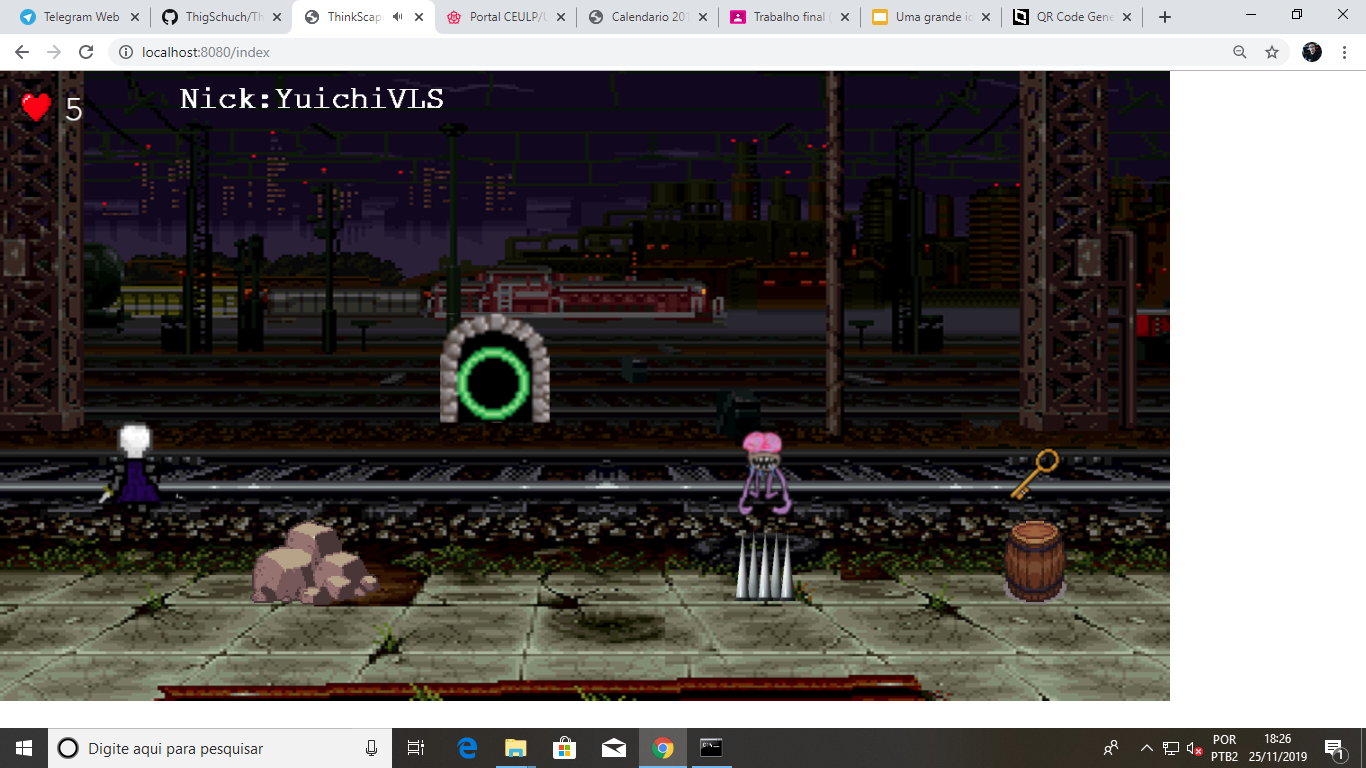 Telegram Web
ThigSchuch/Th
ThinkScap
Portal CEULP/U
Calendario 201
Trabalho final (
Uma grande id
QR Code Gene
localhost:8080/index
5
Nick:YuichiVLS
Digite aqui para pesquisar
POR
PTB2
18:26
25/11/2019
1